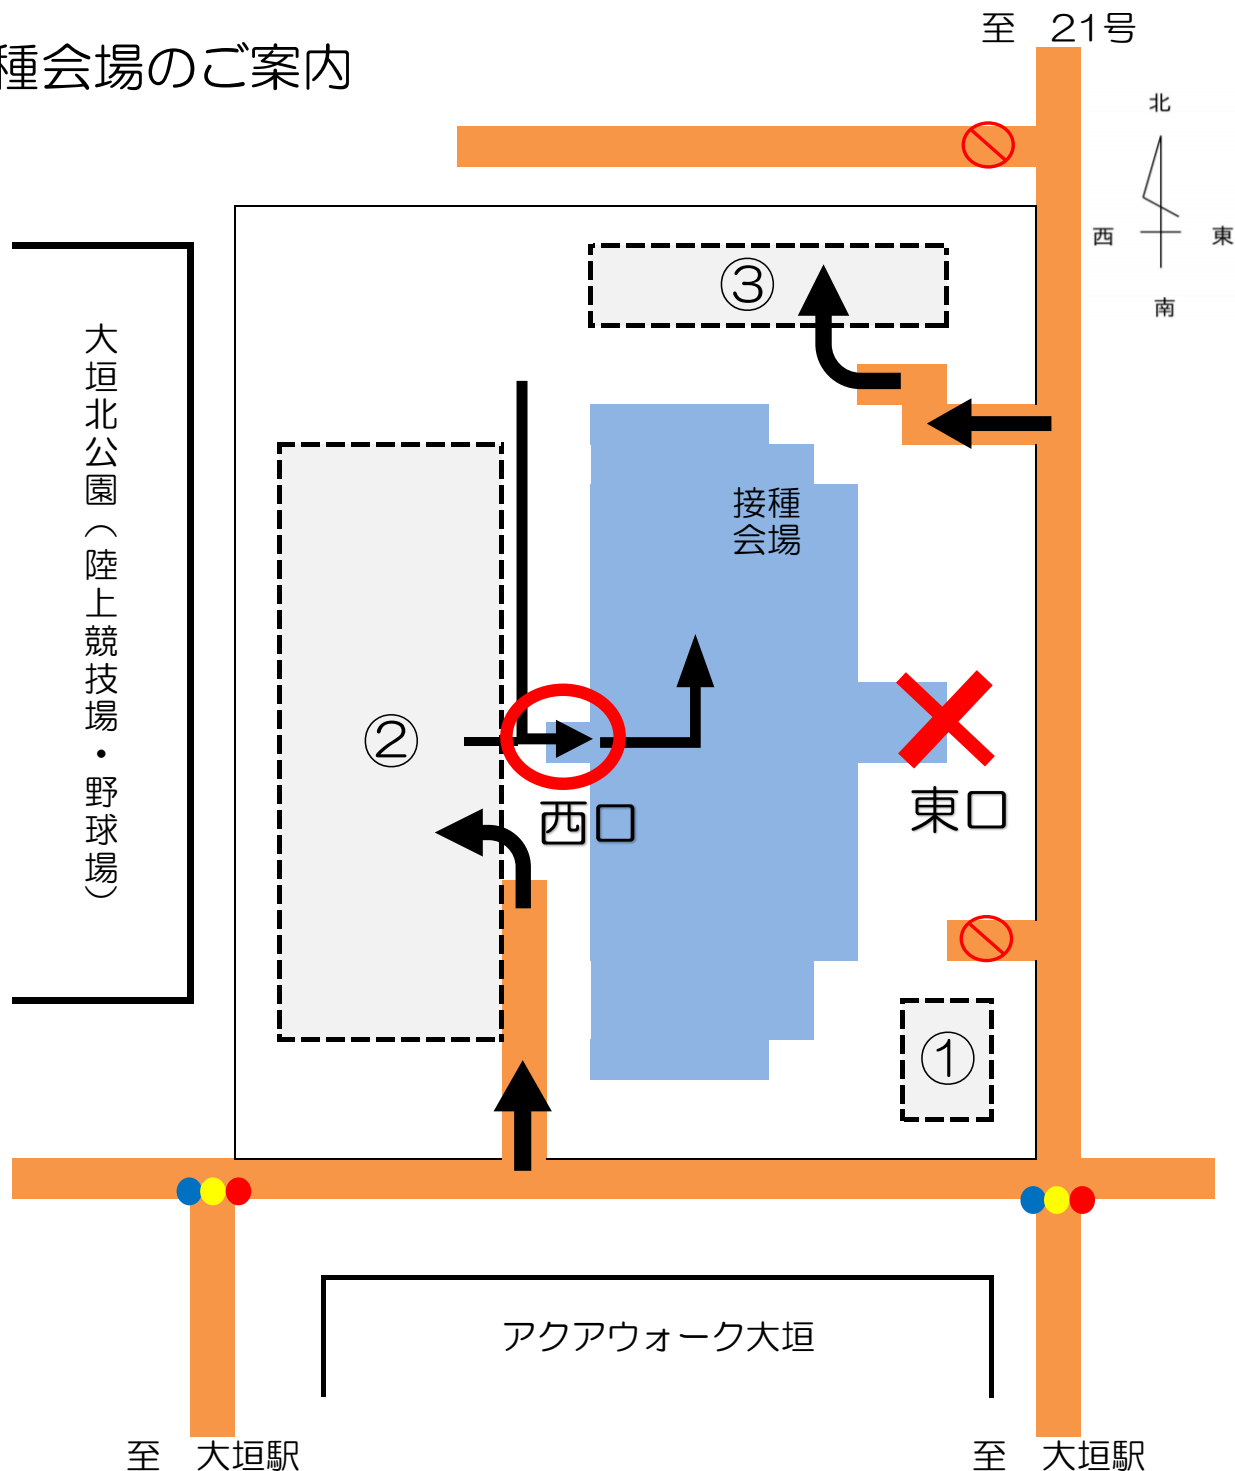 至　21号
種会場のご案内
北
西
東
南
③
大垣北公園（陸上競技場・野球場）
接種
会場
②
西口
東口
①
アクアウォーク大垣
至　大垣駅
至　大垣駅